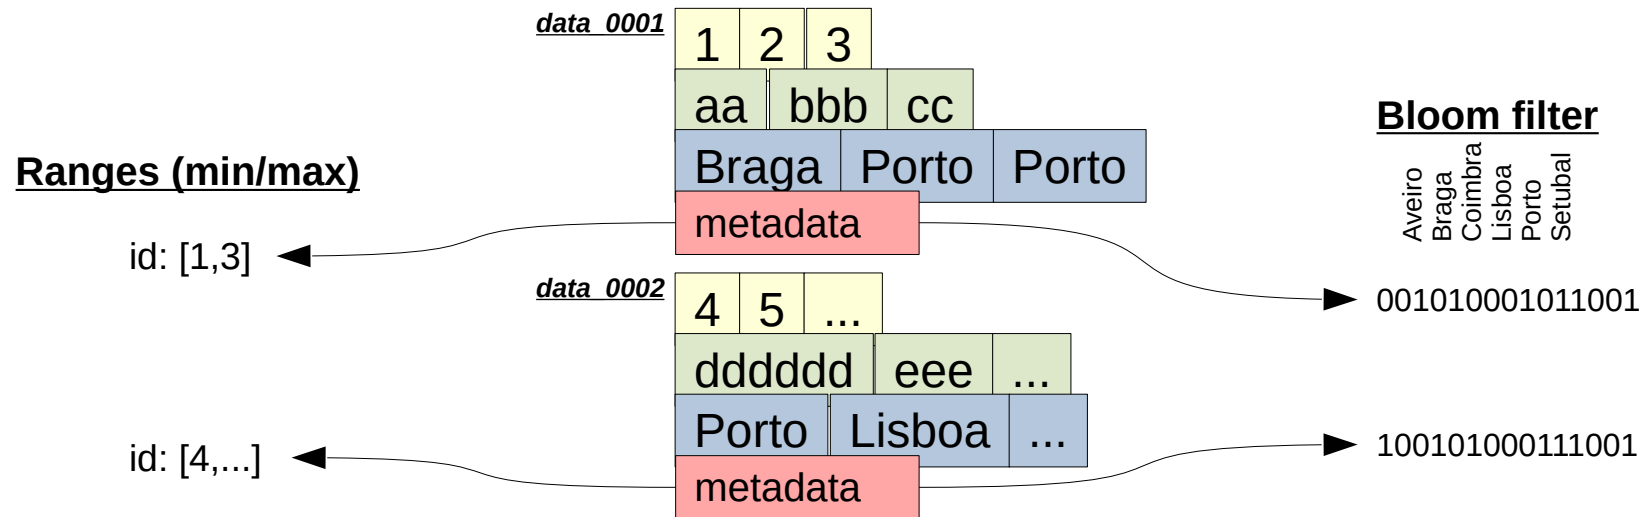 data_0001
1 2 3
aa bbb cc
Braga Porto Porto
metadata
Ranges (min/max)
id: [1,3]
Bloom filter
Aveiro
Braga
Coimbra
Lisboa
Porto
Setubal
001010001011001
data_0002
4 5 ...
dddddd eee ...
Porto Lisboa ...
metadata
id: [4,...]
100101000111001